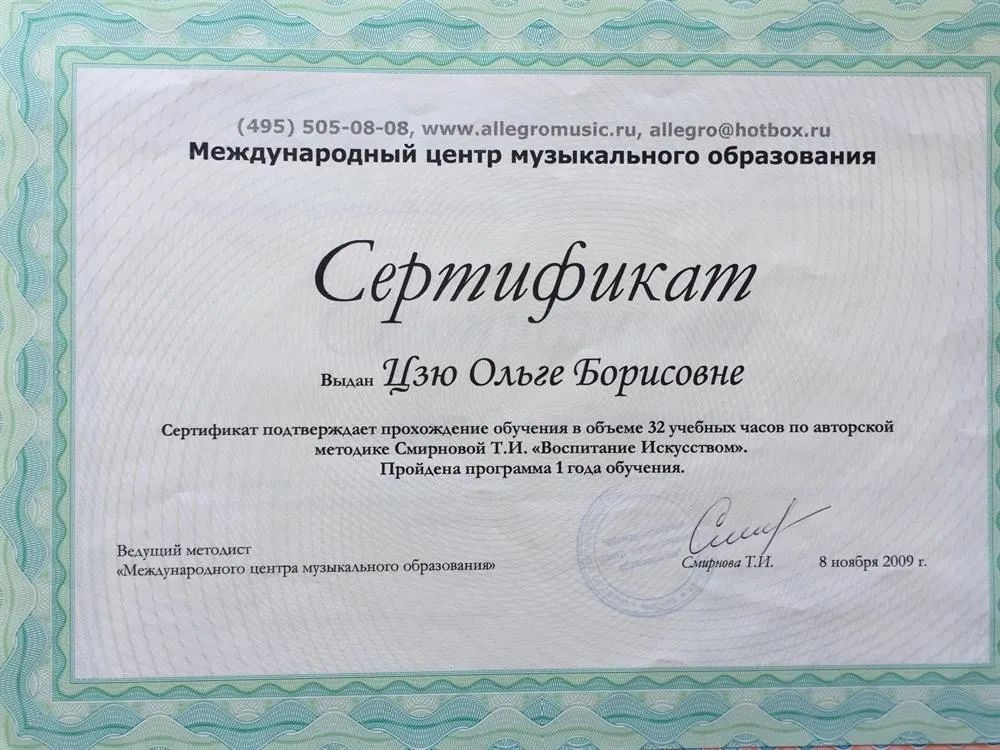 (495) 505-08-08, www.allegromusic.ru, allegro@hotbox.ru
Международный центр музыкального образования
Сертификат
Выдан Цзю Ольге Борисовне
Сертификат подтверждает прохождение обучения в объеме 32 учебных часов по авторской
методике Смирновой Т.И. «Воспитание Искусством».
Пройдена программа 1 года обучения.
Ведущий методист
«Международного центра музыкального образования»
Смирнова Т.И.
8 ноября 2009 г.